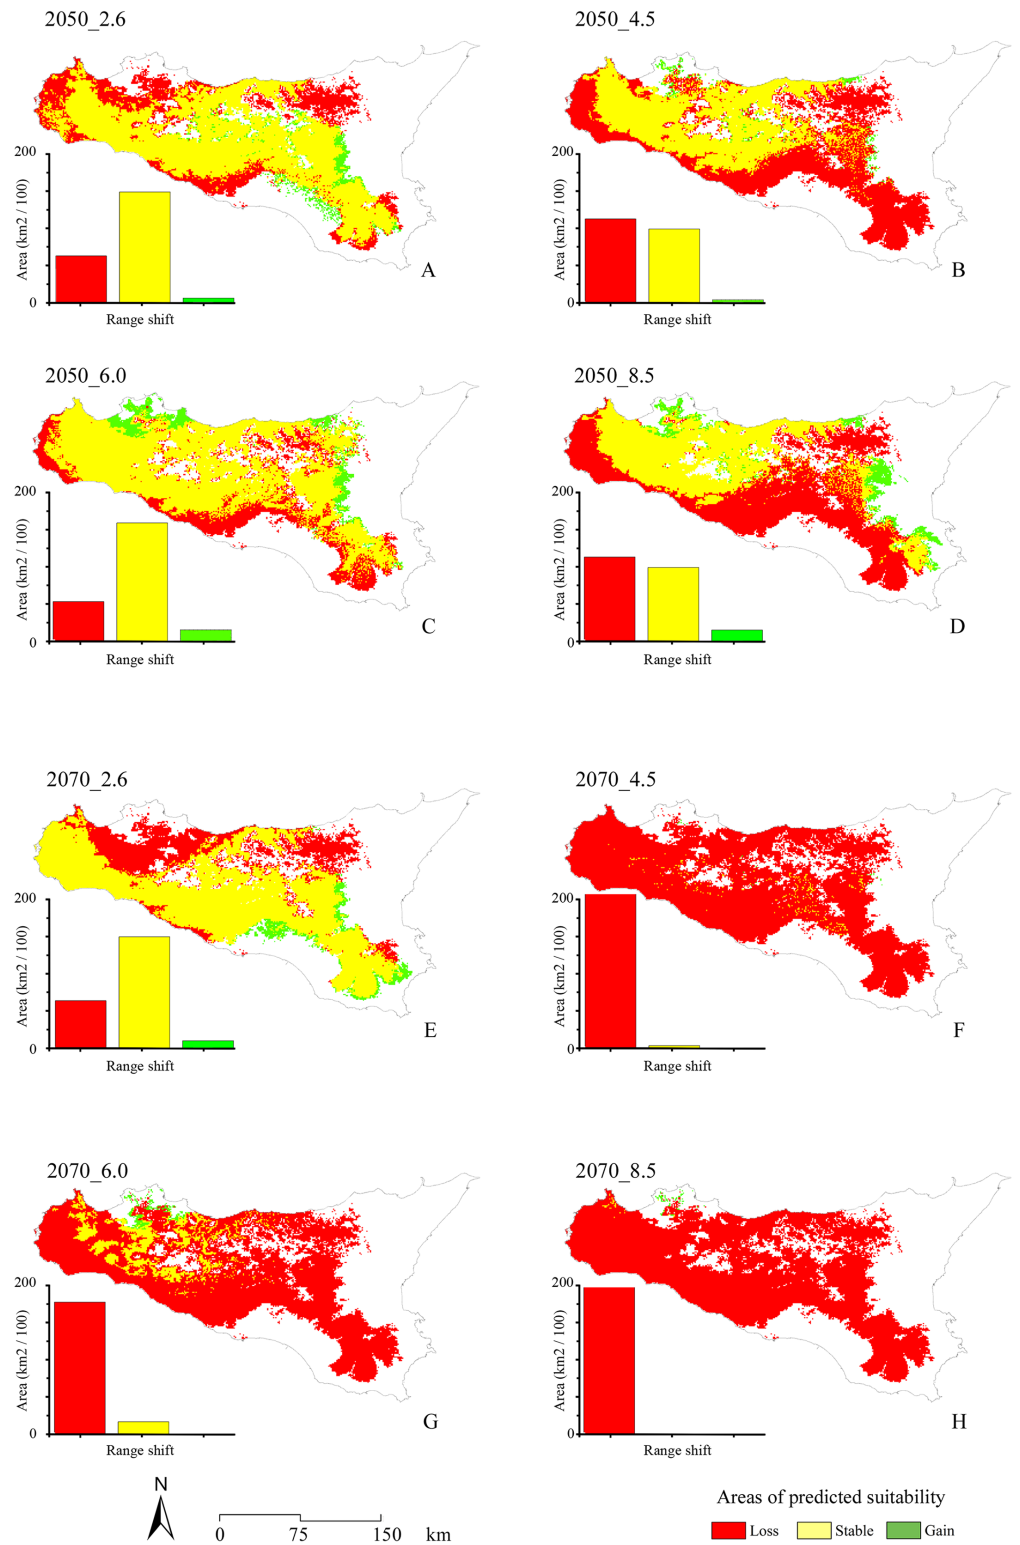 2050_2.6
2050_4.5
200
Area (km2 / 100)
0
Range shift
A
200
Area (km2 / 100)
0
Range shift
B
2050_6.0
2050_8.5
200
Area (km2 / 100)
0
Range shift
C
200
Area (km2 / 100)
0
Range shift
D
2070_2.6
2070_4.5
200
Area (km2 / 100)
0
Range shift
E
200
Area (km2 / 100)
0
Range shift
F
2070_6.0
2070_8.5
200
Area (km2 / 100)
0
Range shift
G
200
Area (km2 / 100)
0
Range shift
H
N
0 75 150 km
Areas of predicted suitability
Loss Stable Gain